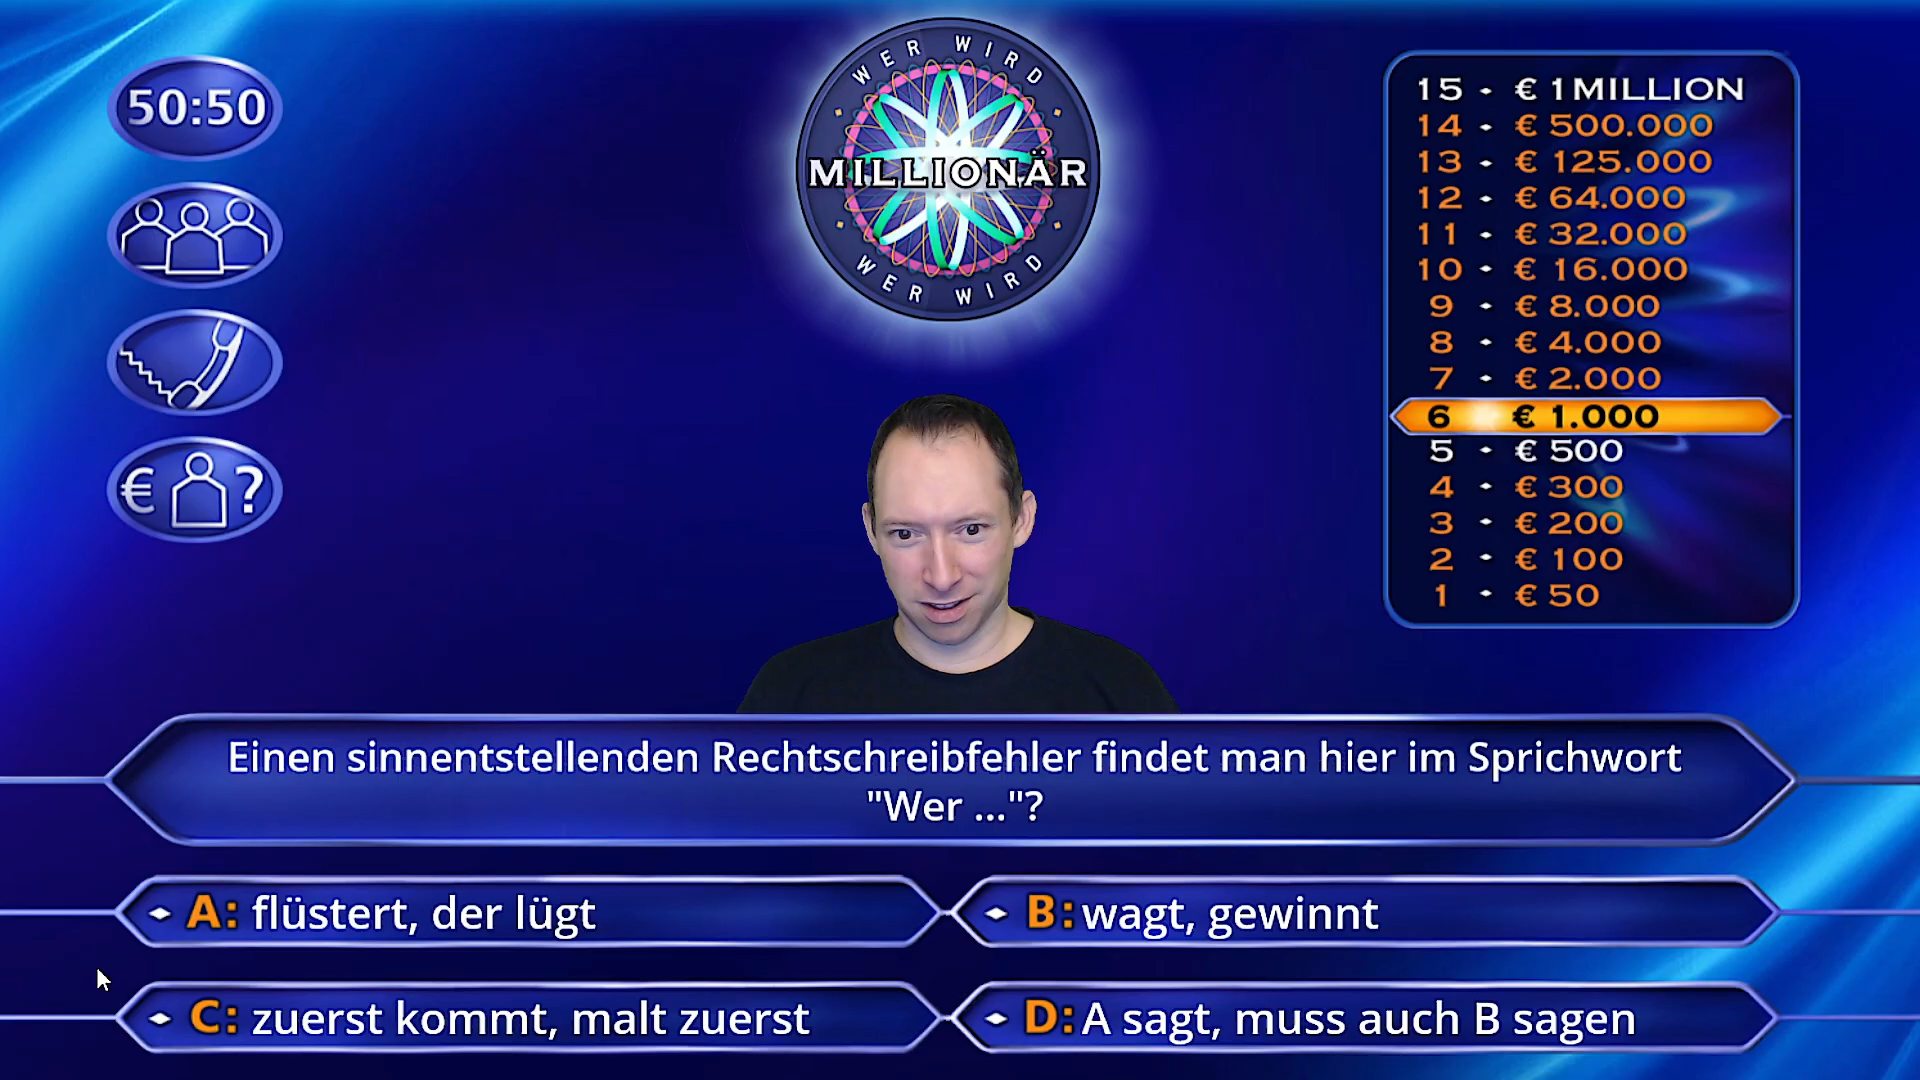 50:50
€ ?
WER WIRD
MILLIONÄR
WER WIRD
15 · € 1 MILLION
14 · € 500.000
13 · € 125.000
12 · € 64.000
11 · € 32.000
10 · € 16.000
9 · € 8.000
8 · € 4.000
7 · € 2.000
6 € 1.000
5 · € 500
4 · € 300
3 · € 200
2 · € 100
1 · € 50
Einen sinnentstellenden Rechtschreibfehler findet man hier im Sprichwort
"Wer ..."?
A: flüstert, der lügt
B: wagt, gewinnt
C: zuerst kommt, malt zuerst
D: A sagt, muss auch B sagen